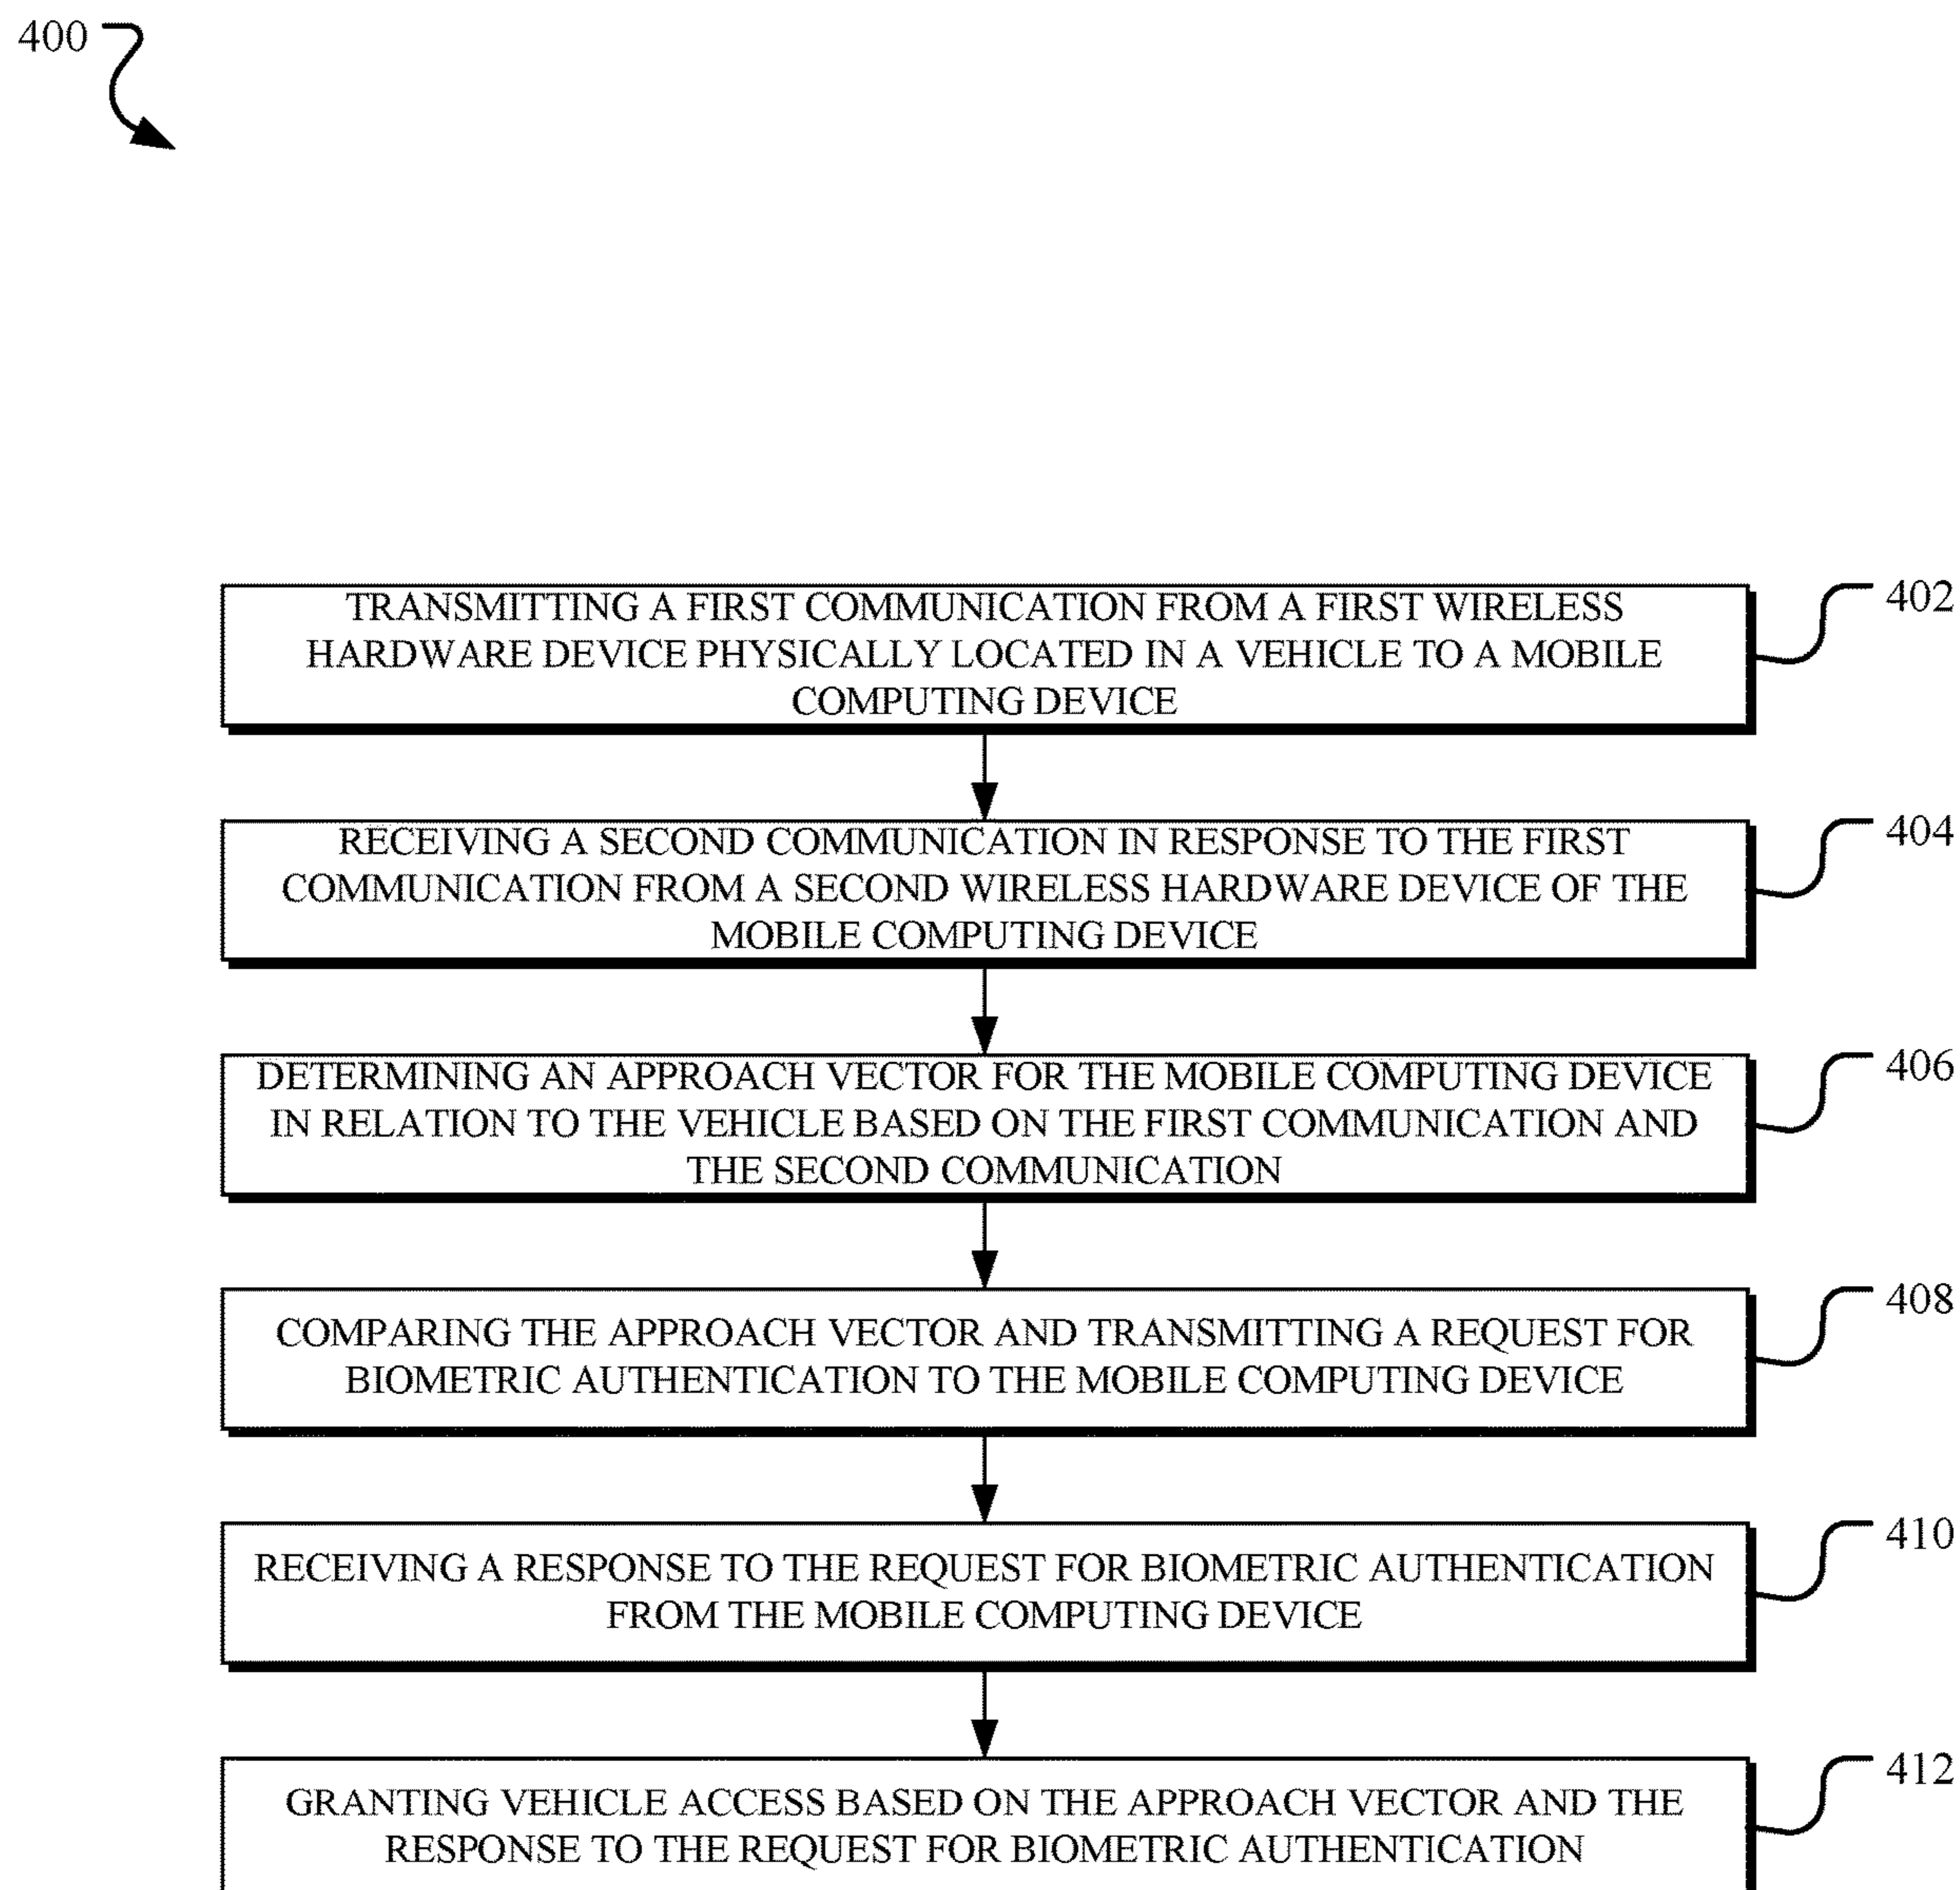 400
TRANSMITTING A FIRST COMMUNICATION FROM A FIRST WIRELESS
HARDWARE DEVICE PHYSICALLY LOCATED IN A VEHICLE TO A MOBILE
COMPUTING DEVICE
402
RECEIVING A SECOND COMMUNICATION IN RESPONSE TO THE FIRST
COMMUNICATION FROM A SECOND WIRELESS HARDWARE DEVICE OF THE
MOBILE COMPUTING DEVICE
404
DETERMINING AN APPROACH VECTOR FOR THE MOBILE COMPUTING DEVICE
IN RELATION TO THE VEHICLE BASED ON THE FIRST COMMUNICATION AND
THE SECOND COMMUNICATION
406
COMPARING THE APPROACH VECTOR AND TRANSMITTING A REQUEST FOR
BIOMETRIC AUTHENTICATION TO THE MOBILE COMPUTING DEVICE
408
RECEIVING A RESPONSE TO THE REQUEST FOR BIOMETRIC AUTHENTICATION
FROM THE MOBILE COMPUTING DEVICE
410
GRANTING VEHICLE ACCESS BASED ON THE APPROACH VECTOR AND THE
RESPONSE TO THE REQUEST FOR BIOMETRIC AUTHENTICATION
412